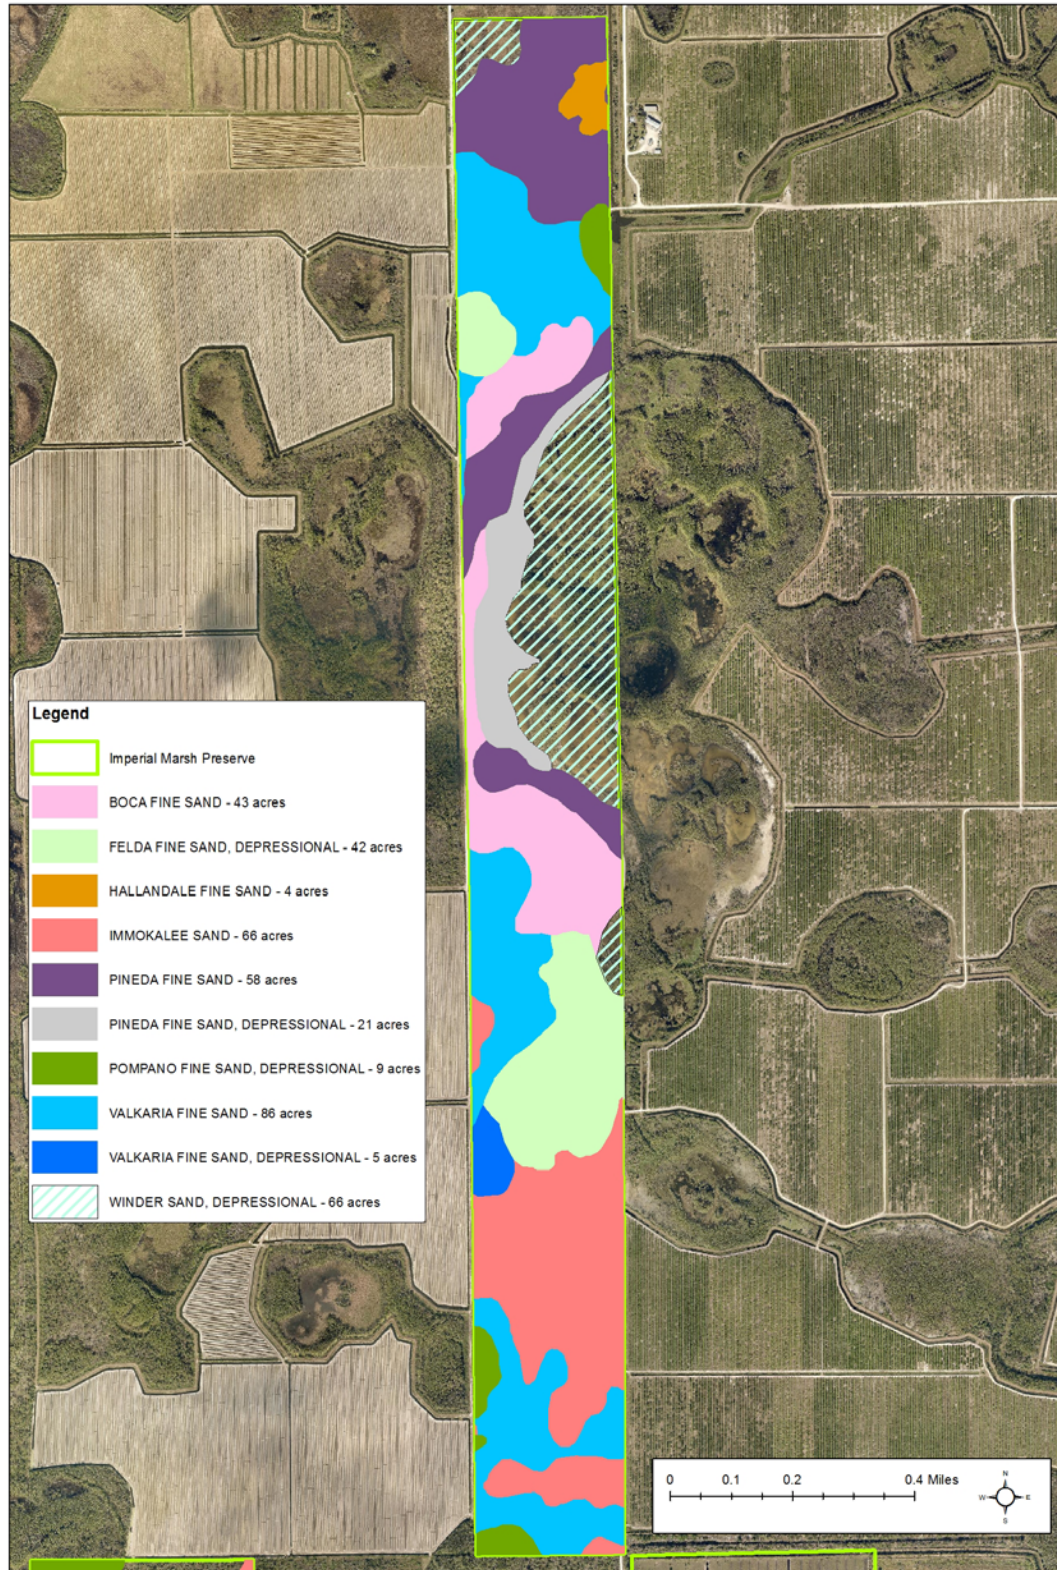 Legend
Imperial Marsh Preserve
BOCA FINE SAND - 43 acres
FELDA FINE SAND, DEPRESSIONAL - 42 acres
HALLANDALE FINE SAND - 4 acres
IMMOKALEE SAND - 66 acres
PINEDA FINE SAND - 58 acres
PINEDA FINE SAND, DEPRESSIONAL - 21 acres
POMPANO FINE SAND, DEPRESSIONAL - 9 acres
VALKARIA FINE SAND - 86 acres
VALKARIA FINE SAND, DEPRESSIONAL - 5 acres
WINDER SAND, DEPRESSIONAL - 66 acres
0 0.1 0.2 0.4 Miles
N
W E
S